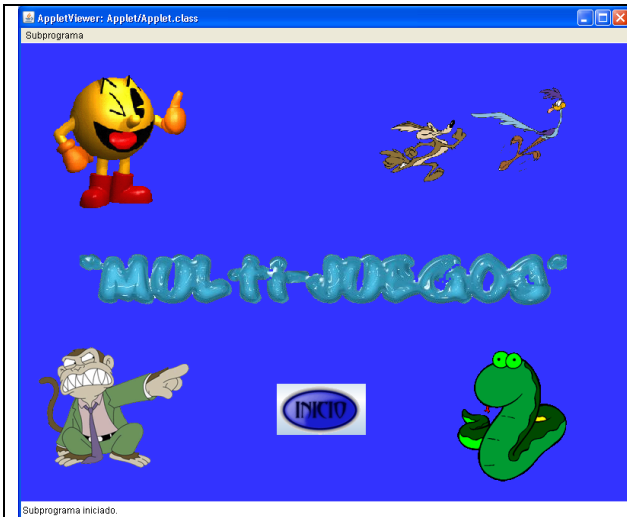 AppletViewer: Applet/Applet.class
Subprograma
"MULTI-JUEGOS"
INICIO
Subprograma iniciado.